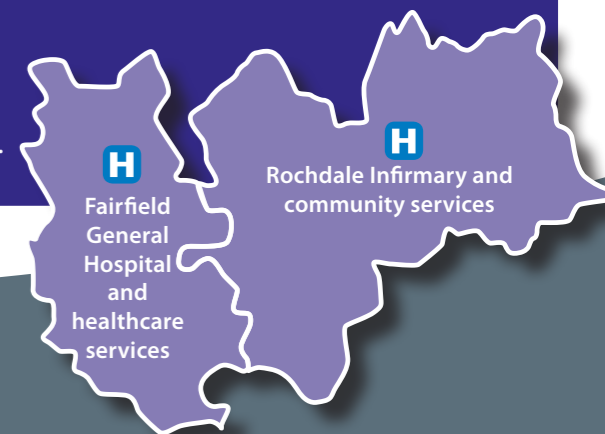 H
Fairfield
General
Hospital
and
healthcare
services
H
Rochdale Infirmary and
community services